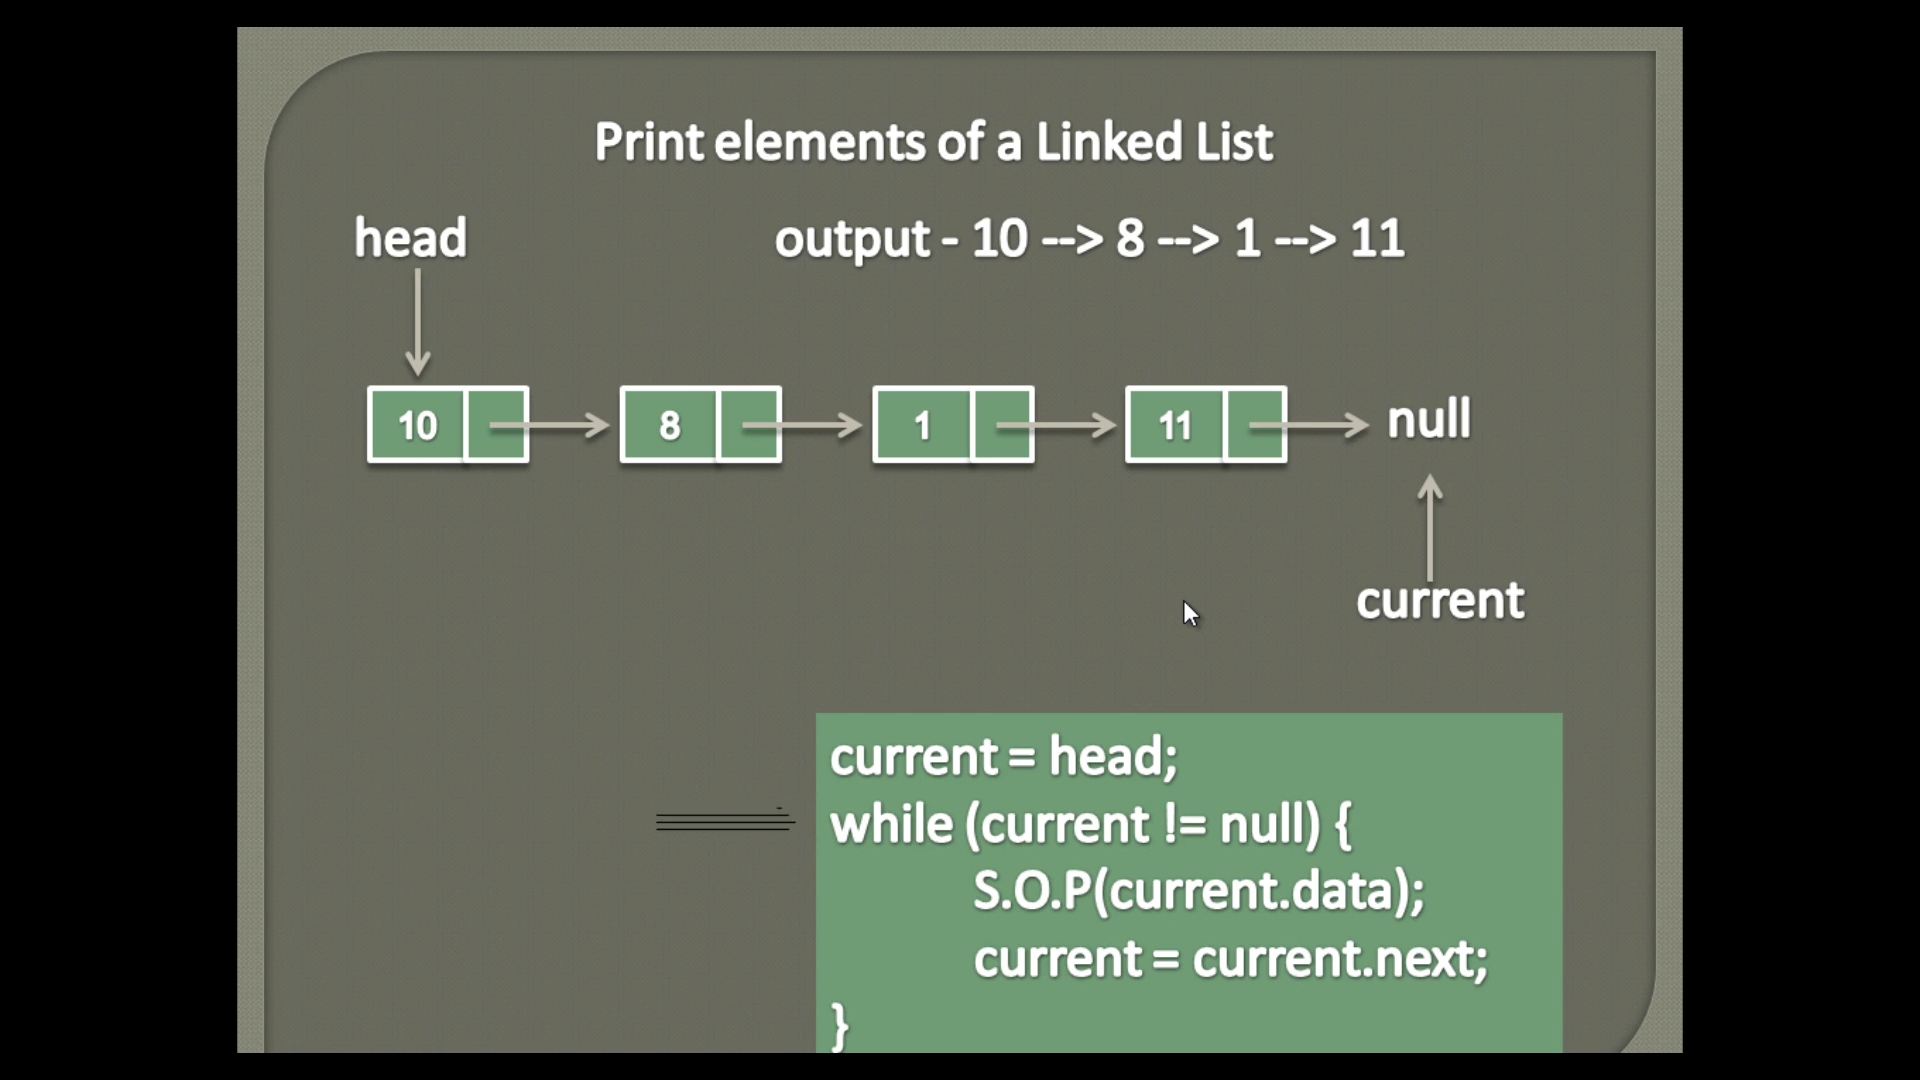 Print elements of a Linked List
head
output - 10 --> 8 --> 1 --> 11
10 8 1 11 null
current
current = head;
while (current != null) {
S.O.P(current.data);
current = current.next;
}